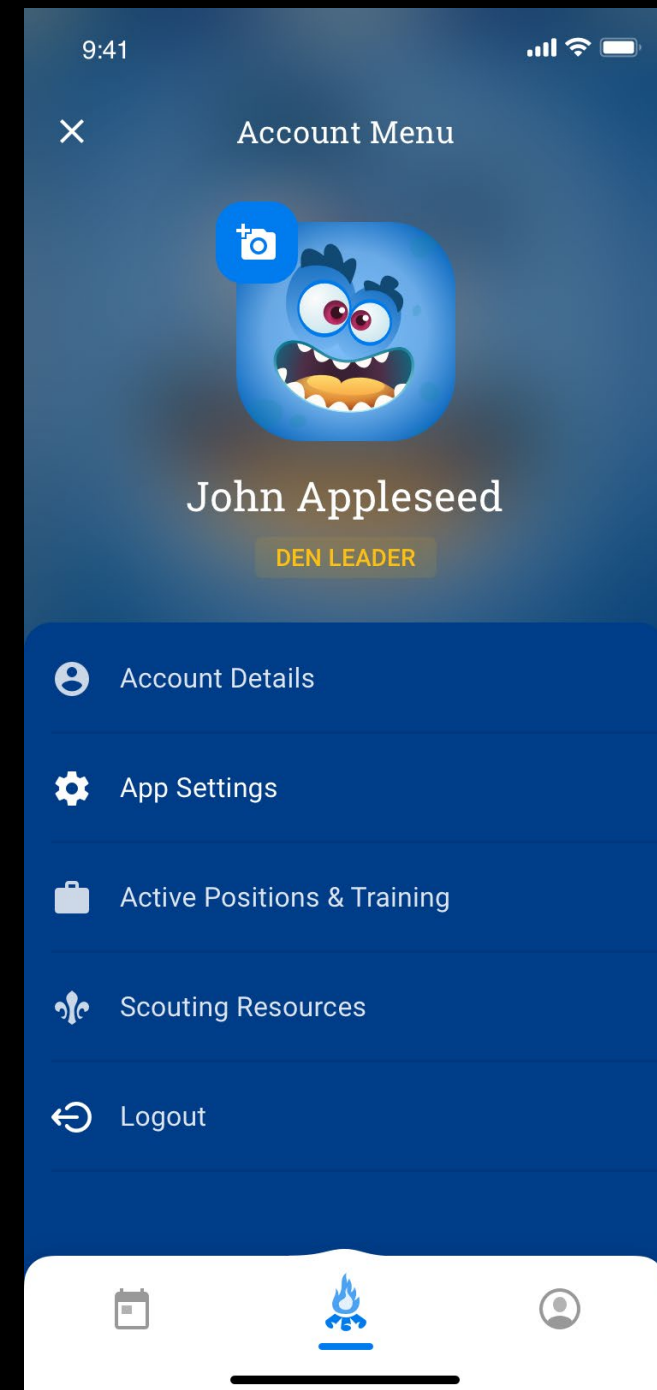 9:41
Account Menu
John Appleseed
DEN LEADER
Account Details
App Settings
Active Positions & Training
Scouting Resources
Logout